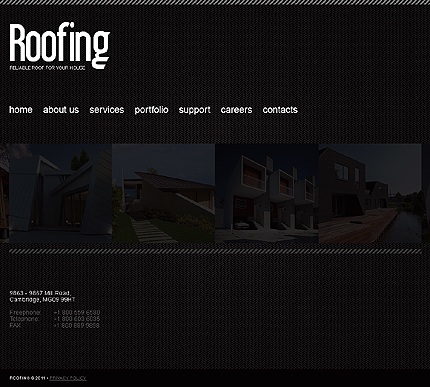 Roofing
RELIABLE ROOF FOR YOUR HOUSE
home about us services portfolio support careers contacts
9863 - 9867 Mill Road,
Cambridge, MG09 99HT
Freephone: +1 800 559 6580
Telephone: +1 800 603 6035
FAX: +1 800 889 9898
ROOFING © 2011 • PRIVACY POLICY